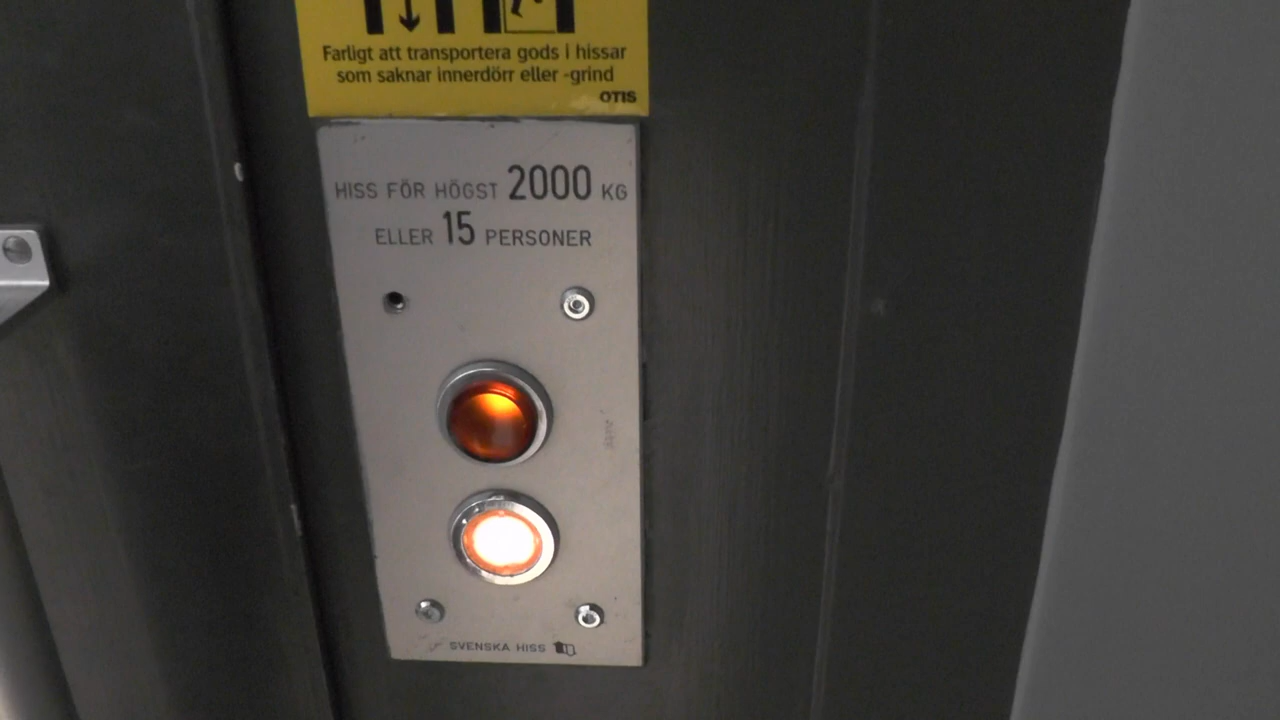 Farligt att transportera gods i hissar
som saknar innerdörr eller -grind
OTIS
HISS FÖR HÖGST 2000 KG
ELLER 15 PERSONER
SVENSKA HISS